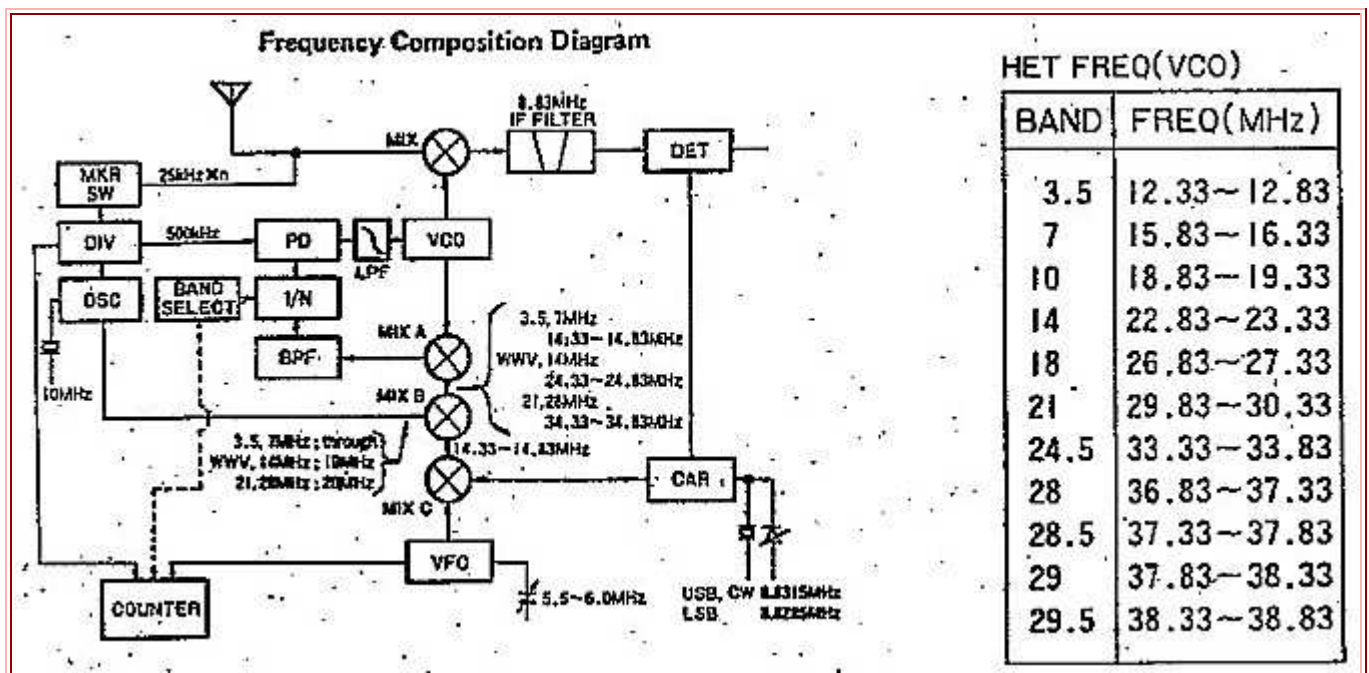 Frequency Composition Diagram
8.83MHz
IF FILTER
MIX
DET
MKR
SW
25kHz×n
DIV
500kHz
PD
LPF
VCO
OSC
BAND
SELECT
1/N
10MHz
BPF
MIX A
3.5, 7MHz
14.33~14.83MHz
WWV, 14MHz
24.33~24.83MHz
21, 28MHz
34.33~34.83MHz
MIX B
3.5, 7MHz ; through
WWV, 14MHz ; 10MHz
21, 28MHz ; 20MHz
14.33~14.83MHz
MIX C
CAR
VFO
5.5~6.0MHz
USB, CW 8.8315MHz
LSB 8.8285MHz
COUNTER
HET FREQ(VCO)
BAND FREQ(MHz)
3.5 12.33~12.83
7 15.83~16.33
10 18.83~19.33
14 22.83~23.33
18 26.83~27.33
21 29.83~30.33
24.5 33.33~33.83
28 36.83~37.33
28.5 37.33~37.83
29 37.83~38.33
29.5 38.33~38.83